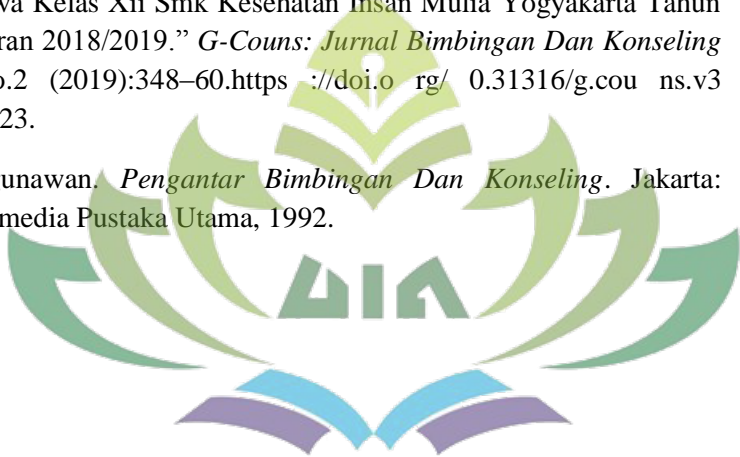 wa Kelas Xii Smk Kesehatan Insan Mulia Yogyakarta Tahun
ran 2018/2019.” G-Couns: Jurnal Bimbingan Dan Konseling
o.2 (2019):348–60.https ://doi.o rg/ 0.31316/g.cou ns.v3
23.
unawan. Pengantar Bimbingan Dan Konseling. Jakarta:
media Pustaka Utama, 1992.
UIN